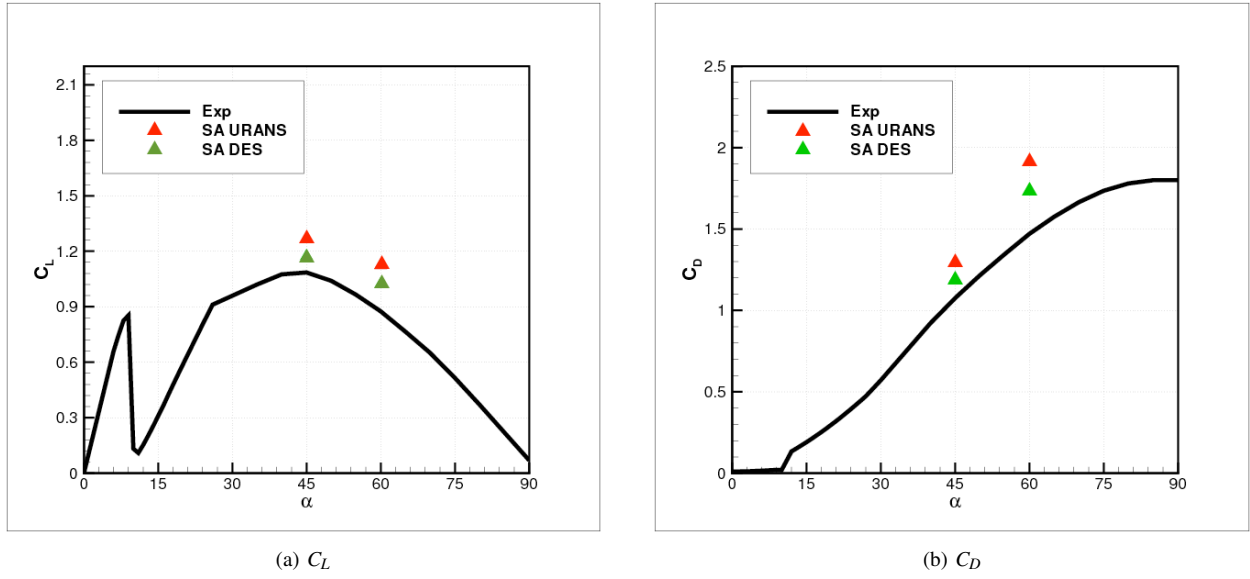 2.1
1.8
1.5
1.2
0.9
0.6
0.3
0
C_L
Exp
SA URANS
SA DES
0 15 30 45 60 75 90
α
(a) C_L
2.5
2
1.5
1
0.5
0
C_D
Exp
SA URANS
SA DES
0 15 30 45 60 75 90
α
(b) C_D